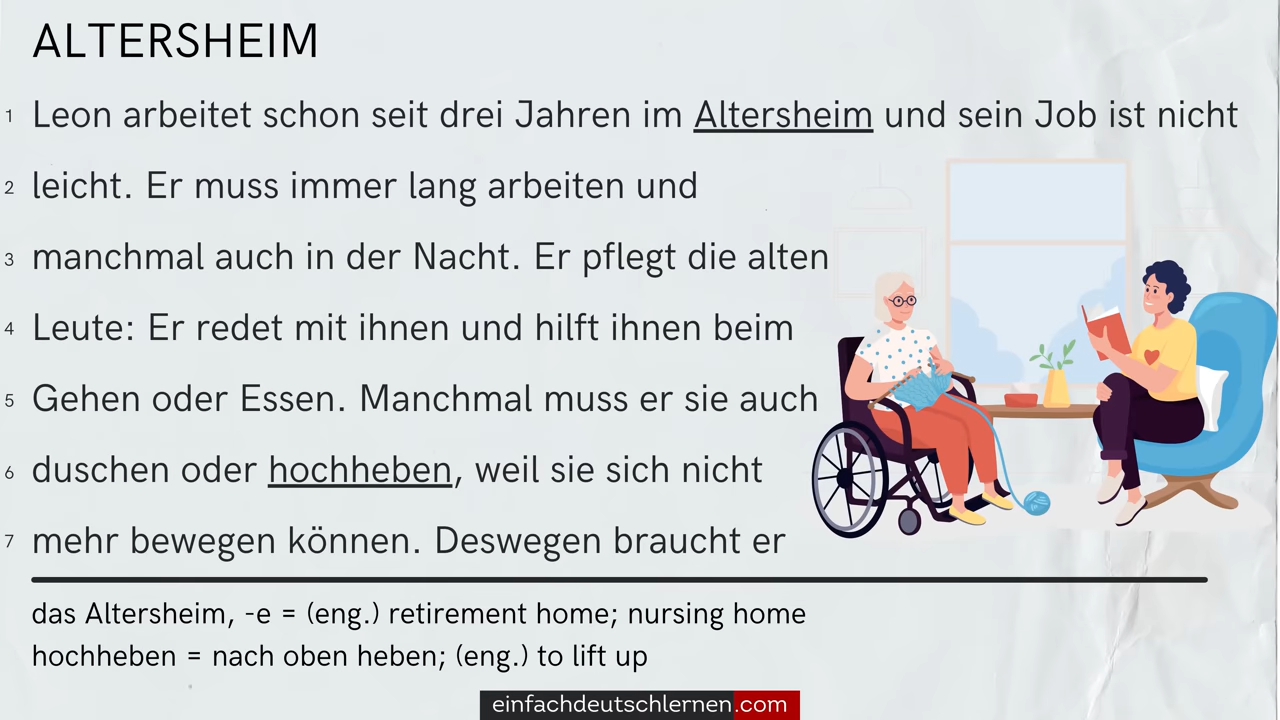 ALTERSHEIM
1 Leon arbeitet schon seit drei Jahren im Altersheim und sein Job ist nicht
2 leicht. Er muss immer lang arbeiten und
3 manchmal auch in der Nacht. Er pflegt die alten
4 Leute: Er redet mit ihnen und hilft ihnen beim
5 Gehen oder Essen. Manchmal muss er sie auch
6 duschen oder hochheben, weil sie sich nicht
7 mehr bewegen können. Deswegen braucht er
das Altersheim, -e = (eng.) retirement home; nursing home
hochheben = nach oben heben; (eng.) to lift up
einfachdeutschlernen.com